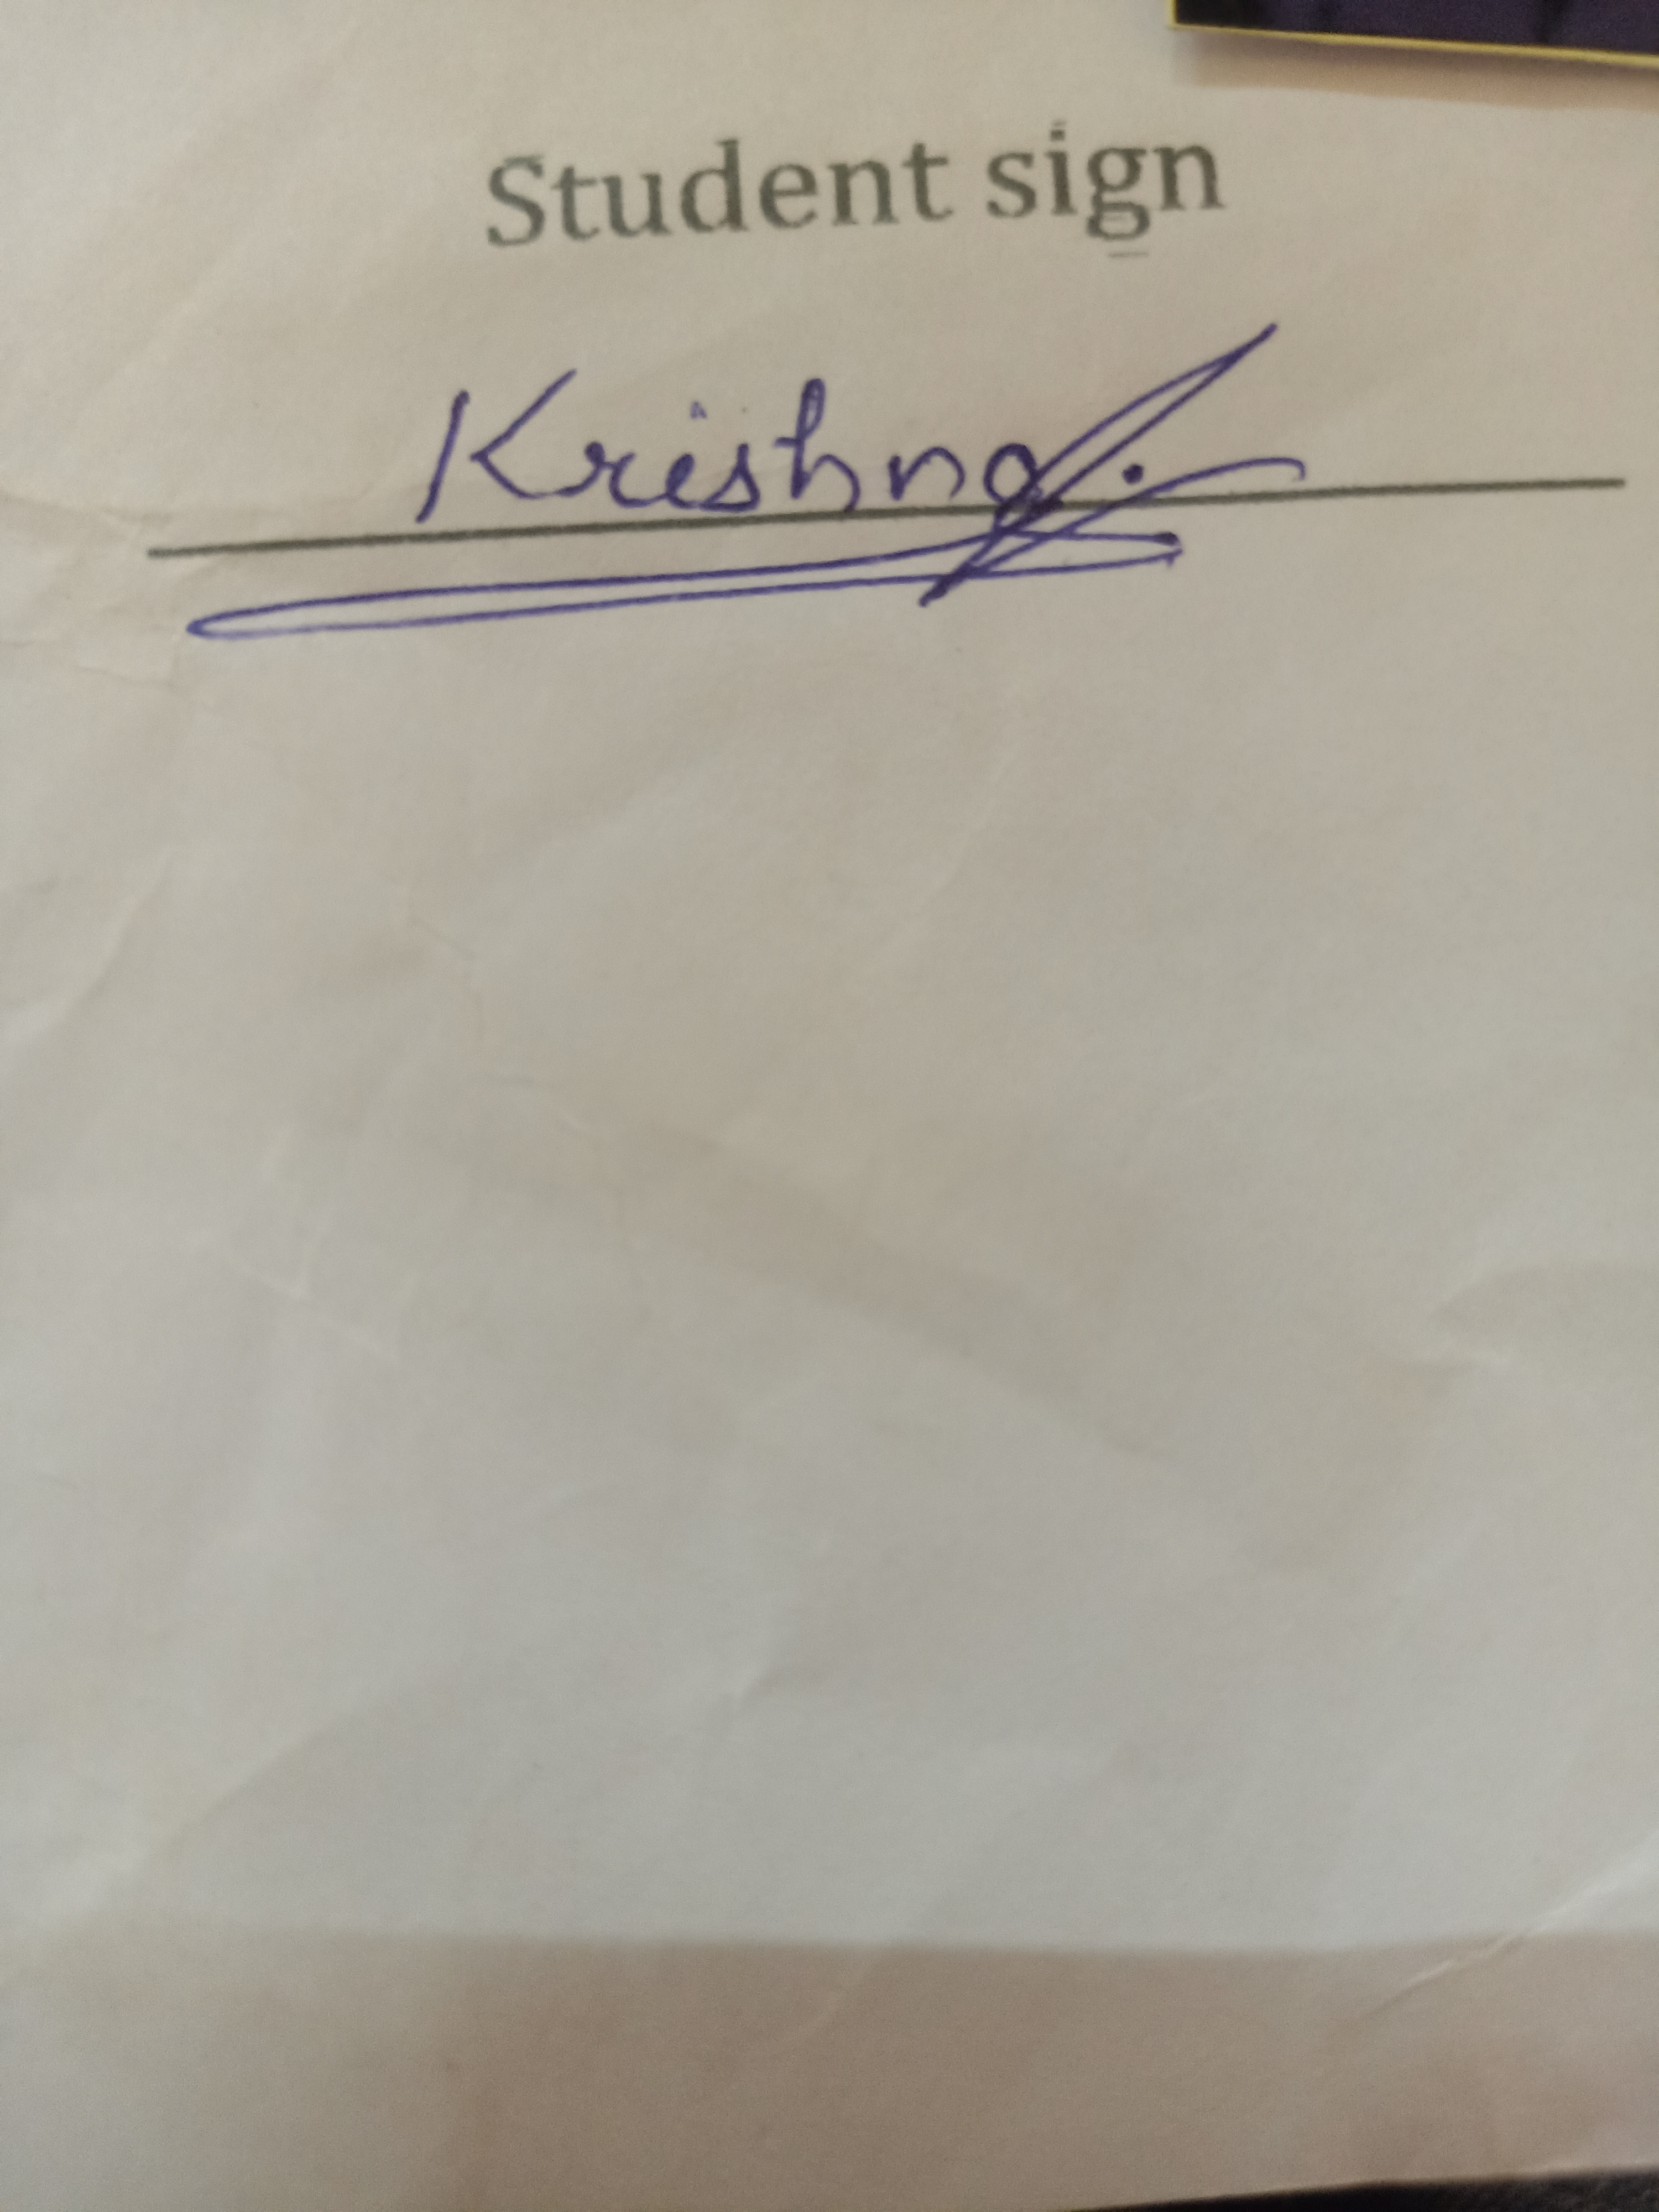 Student sign
Krishna.